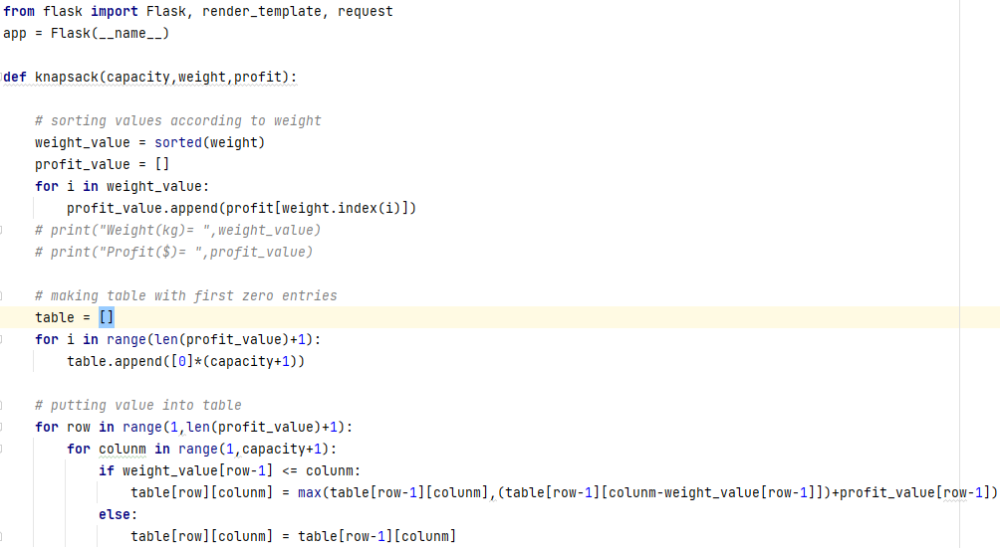 from flask import Flask, render_template, request
app = Flask(__name__)
def knapsack(capacity,weight,profit):
# sorting values according to weight
weight_value = sorted(weight)
profit_value = []
for i in weight_value:
profit_value.append(profit[weight.index(i)])
# print("Weight(kg)= ",weight_value)
# print("Profit($)= ",profit_value)
# making table with first zero entries
table = []
for i in range(len(profit_value)+1):
table.append([0]*(capacity+1))
# putting value into table
for row in range(1,len(profit_value)+1):
for colunm in range(1,capacity+1):
if weight_value[row-1] <= colunm:
table[row][colunm] = max(table[row-1][colunm],(table[row-1][colunm-weight_value[row-1]])+profit_value[row-1])
else:
table[row][colunm] = table[row-1][colunm]